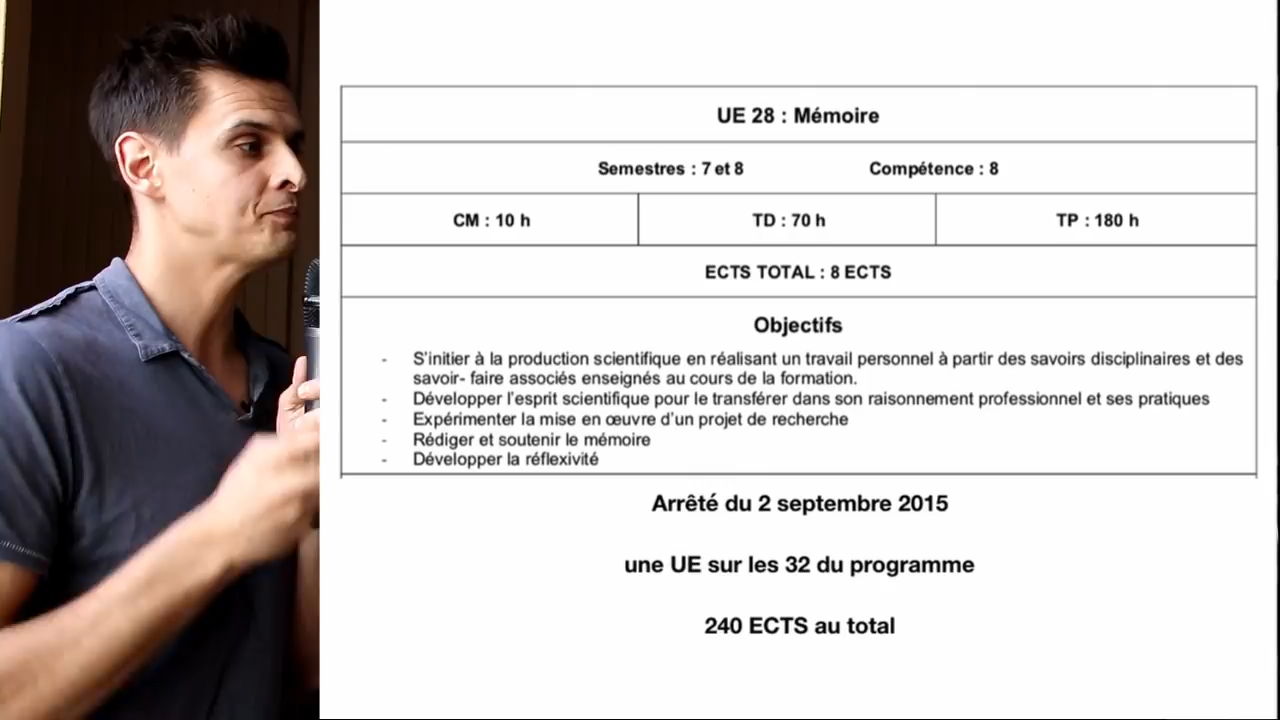 UE 28 : Mémoire
Semestres : 7 et 8 Compétence : 8
CM : 10 h TD : 70 h TP : 180 h
ECTS TOTAL : 8 ECTS
Objectifs
- S'initier à la production scientifique en réalisant un travail personnel à partir des savoirs disciplinaires et des
savoir- faire associés enseignés au cours de la formation.
- Développer l'esprit scientifique pour le transférer dans son raisonnement professionnel et ses pratiques
- Expérimenter la mise en œuvre d'un projet de recherche
- Rédiger et soutenir le mémoire
- Développer la réflexivité
Arrêté du 2 septembre 2015
une UE sur les 32 du programme
240 ECTS au total